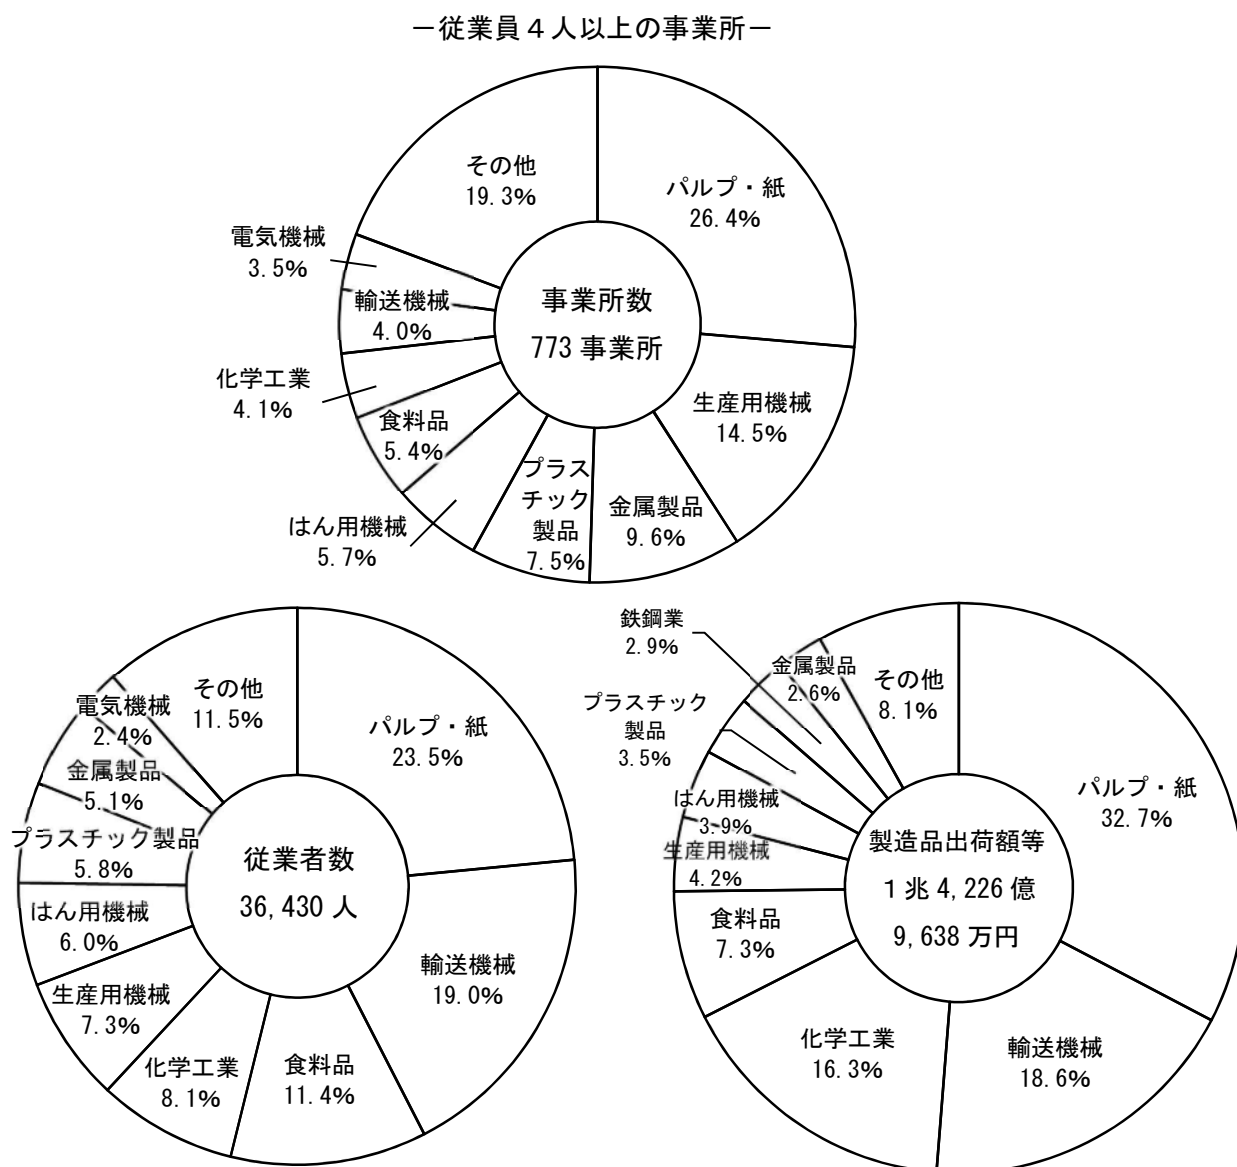 －従業員４人以上の事業所－
その他
19.3%
パルプ・紙
26.4%
電気機械
3.5%
輸送機械
4.0%
事業所数
773 事業所
化学工業
4.1%
生産用機械
14.5%
食料品
5.4%
プラス
チック
製品
7.5%
金属製品
9.6%
はん用機械
5.7%
その他
11.5%
電気機械
2.4%
パルプ・紙
23.5%
金属製品
5.1%
プラスチック製品
5.8%
従業者数
36,430 人
はん用機械
6.0%
輸送機械
19.0%
生産用機械
7.3%
化学工業
8.1%
食料品
11.4%
鉄鋼業
2.9%
金属製品
2.6%
その他
8.1%
プラスチック
製品
3.5%
パルプ・紙
32.7%
はん用機械
3.9%
生産用機械
4.2%
製造品出荷額等
1 兆 4,226 億
9,638 万円
食料品
7.3%
化学工業
16.3%
輸送機械
18.6%